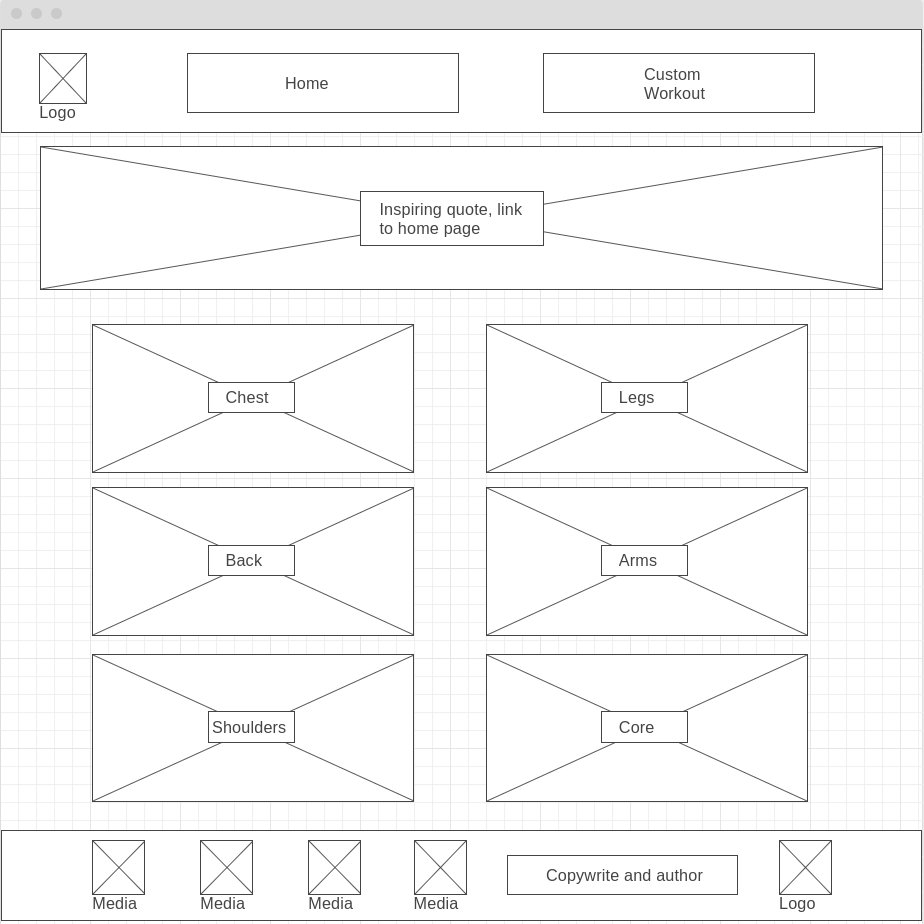 Logo
Home
Custom
Workout
Inspiring quote, link
to home page
Chest
Legs
Back
Arms
Shoulders
Core
Media
Media
Media
Media
Copywrite and author
Logo